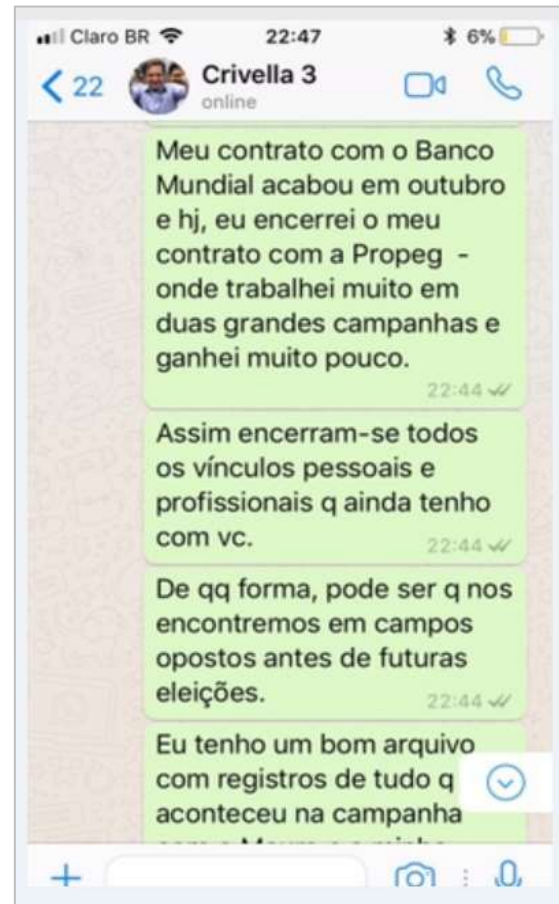 Claro BR 22:47 6%
22 Crivella 3
online
Meu contrato com o Banco
Mundial acabou em outubro
e hj, eu encerrei o meu
contrato com a Propeg -
onde trabalhei muito em
duas grandes campanhas e
ganhei muito pouco.
22:44
Assim encerram-se todos
os vínculos pessoais e
profissionais q ainda tenho
com vc.
22:44
De qq forma, pode ser q nos
encontremos em campos
opostos antes de futuras
eleições.
22:44
Eu tenho um bom arquivo
com registros de tudo q
aconteceu na campanha